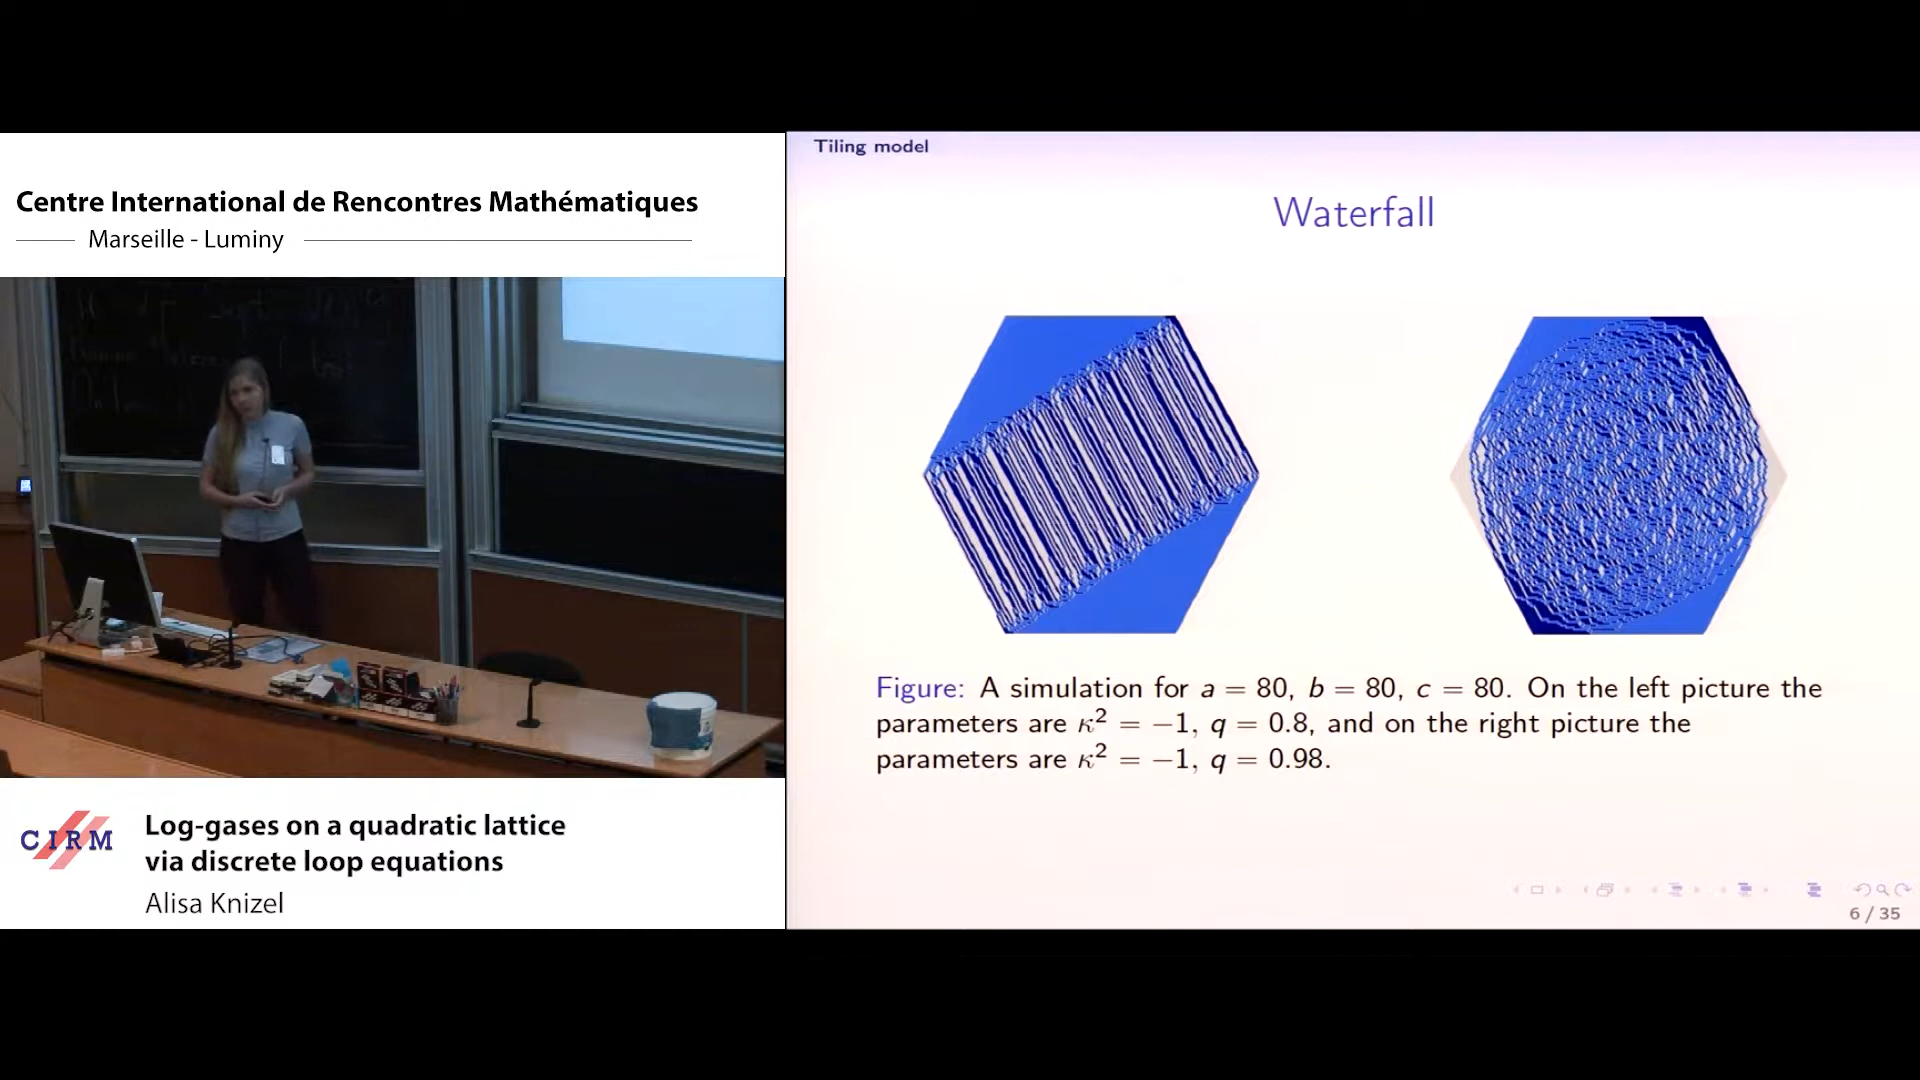 Centre International de Rencontres Mathématiques
Marseille - Luminy
CIRM
Log-gases on a quadratic lattice
via discrete loop equations
Alisa Knizel
Tiling model
Waterfall
Figure: A simulation for a = 80, b = 80, c = 80. On the left picture the
parameters are κ² = −1, q = 0.8, and on the right picture the
parameters are κ² = −1, q = 0.98.
6 / 35